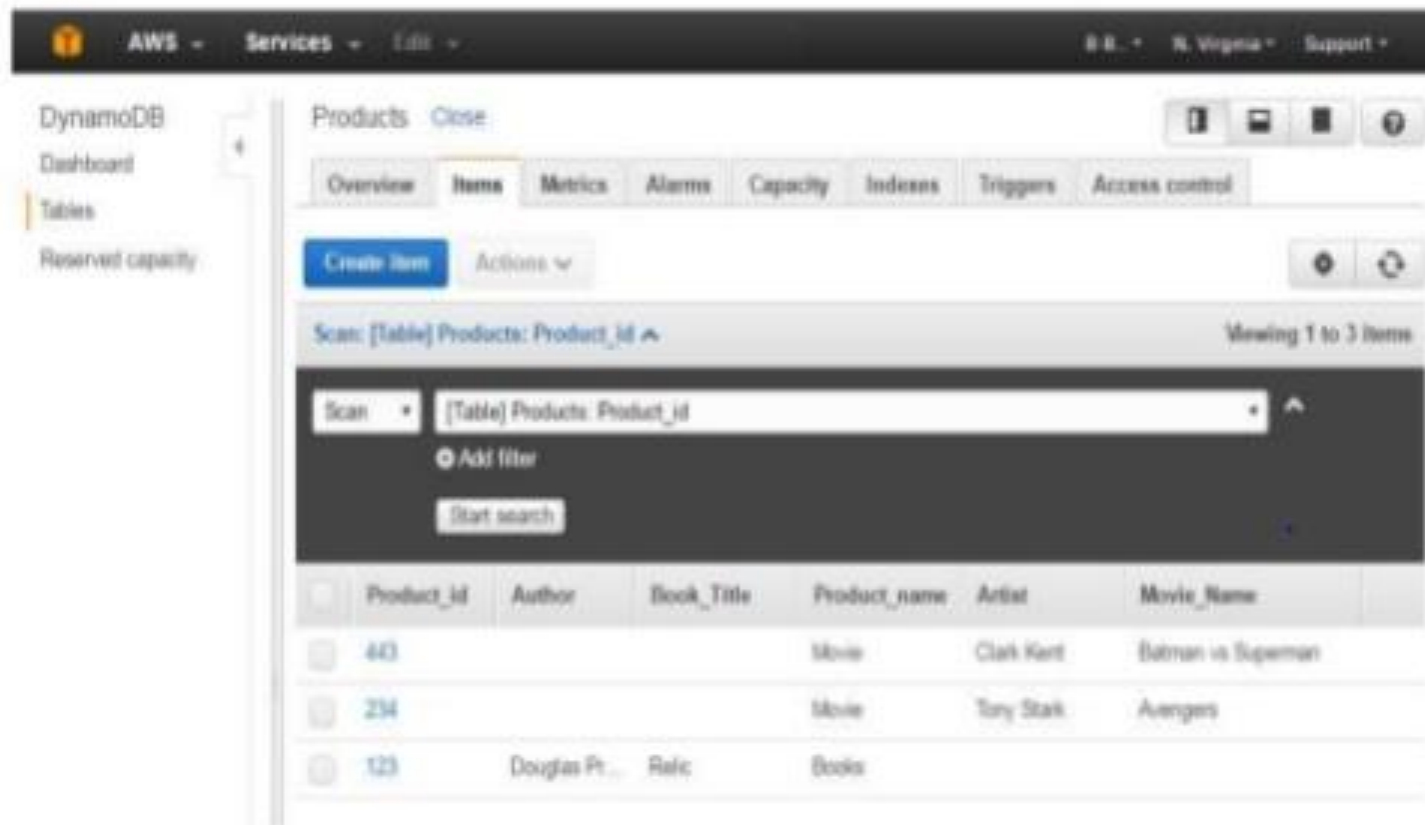 AWS Services Edit N. Virginia Support
DynamoDB
Dashboard
Tables
Reserved capacity
Products Close
Overview Items Metrics Alarms Capacity Indexes Triggers Access control
Create item Actions
Scan: [Table] Products: Product_id Viewing 1 to 3 items
Scan [Table] Products: Product_id
Add filter
Start search
Product_id Author Book_Title Product_name Artist Movie_Name
443 Movie Clark Kent Batman vs Superman
234 Movie Tony Stark Avengers
123 Douglas Pr... Relic Books